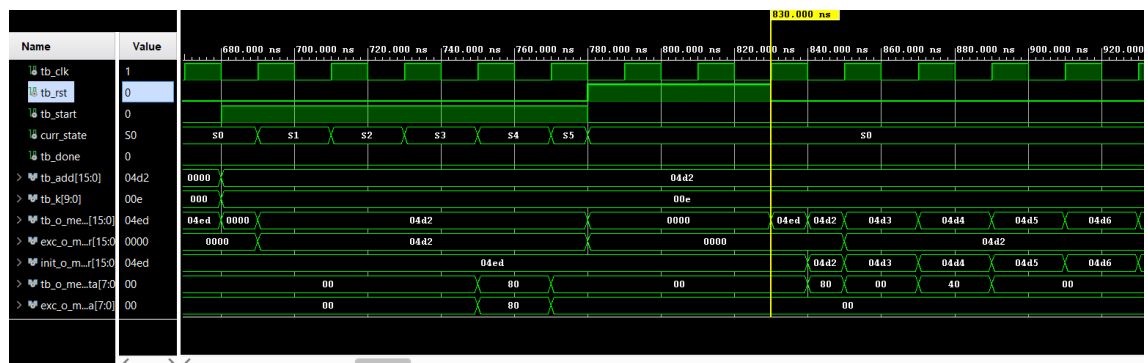 830.000 ns
Name Value
680.000 ns 700.000 ns 720.000 ns 740.000 ns 760.000 ns 780.000 ns 800.000 ns 820.000 ns 840.000 ns 860.000 ns 880.000 ns 900.000 ns 920.000
tb_clk 1
tb_rst 0
tb_start 0
curr_state S0 S0 S1 S2 S3 S4 S5 S0
tb_done 0
> tb_add[15:0] 04d2 0000 04d2
> tb_k[9:0] 00e 000 00e
> tb_o_me...[15:0] 04ed 04ed 0000 04d2 0000 04ed 04d2 04d3 04d4 04d5 04d6
> exc_o_m...r[15:0 0000 0000 04d2 0000 04d2
> init_o_m...r[15:0 04ed 04ed 04d2 04d3 04d4 04d5 04d6
> tb_o_me...ta[7:0 00 00 80 00 80 00 40 00
> exc_o_m...a[7:0] 00 00 80 00